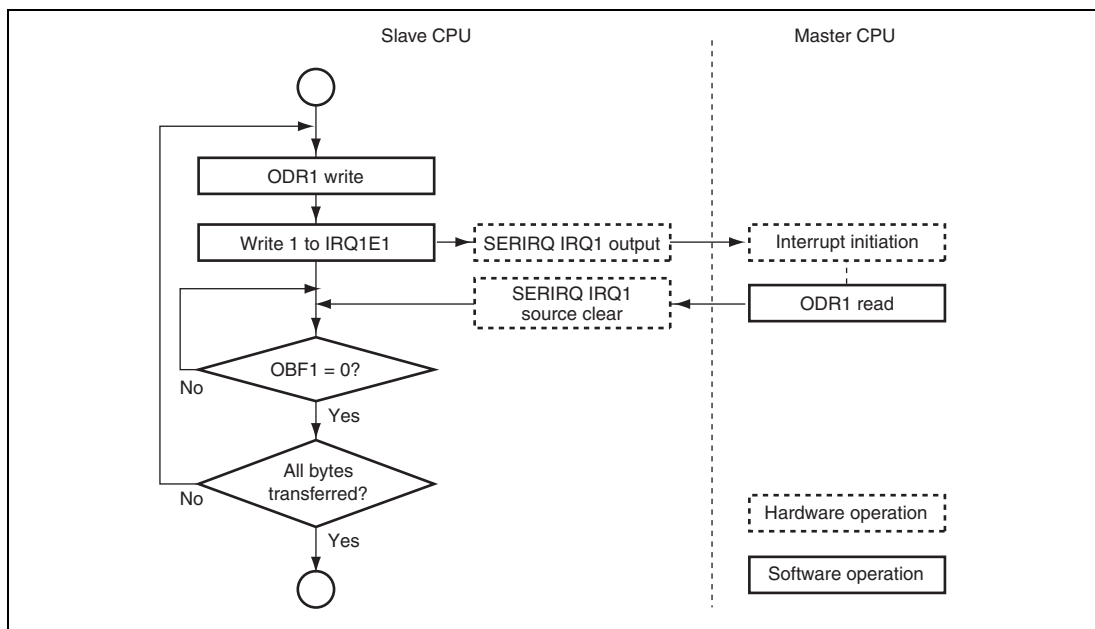 Slave CPU
Master CPU
ODR1 write
Write 1 to IRQ1E1
SERIRQ IRQ1 output
Interrupt initiation
SERIRQ IRQ1
source clear
ODR1 read
OBF1 = 0?
No
Yes
All bytes
transferred?
No
Yes
Hardware operation
Software operation